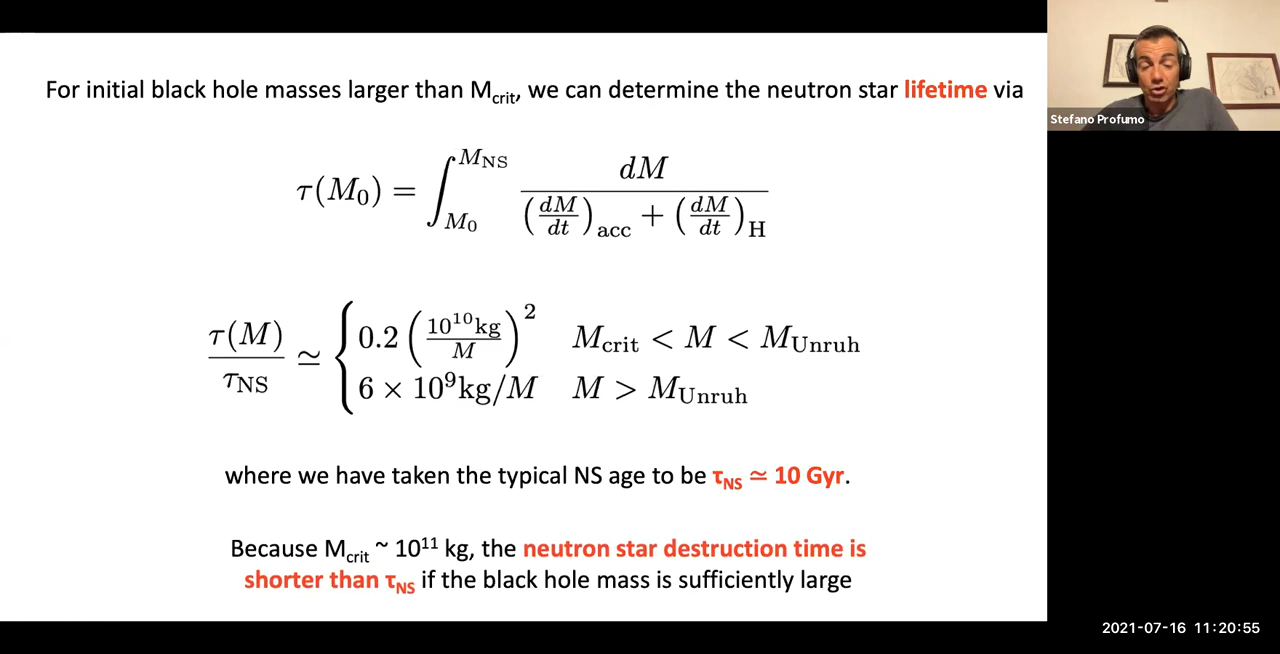 For initial black hole masses larger than M_crit, we can determine the neutron star lifetime via
τ(M₀) = ∫_{M₀}^{M_NS} dM / ((dM/dt)_acc + (dM/dt)_H)
τ(M)/τ_NS ≃ { 0.2 (10¹⁰kg/M)² M_crit < M < M_Unruh
6 × 10⁹kg/M M > M_Unruh
where we have taken the typical NS age to be τ_NS ≃ 10 Gyr.
Because M_crit ~ 10¹¹ kg, the neutron star destruction time is
shorter than τ_NS if the black hole mass is sufficiently large
Stefano Profumo
2021-07-16 11:20:55